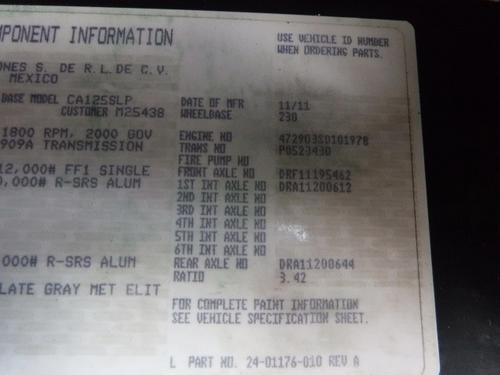 MPONENT INFORMATION
USE VEHICLE ID NUMBER
WHEN ORDERING PARTS.
ONES S. DE R.L.DE C.V.
MEXICO
BASE MODEL CA125SLP
CUSTOMER M25438
DATE OF MFR 11/11
WHEELBASE 230
1800 RPM, 2000 GOV
909A TRANSMISSION
ENGINE NO 472903S0101978
TRANS NO P0523430
FIRE PUMP NO
12,000# FF1 SINGLE
FRONT AXLE NO DRF11195462
0,000# R-SRS ALUM
1ST INT AXLE NO DRA11200612
2ND INT AXLE NO
3RD INT AXLE NO
4TH INT AXLE NO
5TH INT AXLE NO
6TH INT AXLE NO
000# R-SRS ALUM
REAR AXLE NO DRA11200644
RATIO 3.42
LATE GRAY MET ELIT
FOR COMPLETE PAINT INFORMATION
SEE VEHICLE SPECIFICATION SHEET.
L PART NO. 24-01176-010 REV A